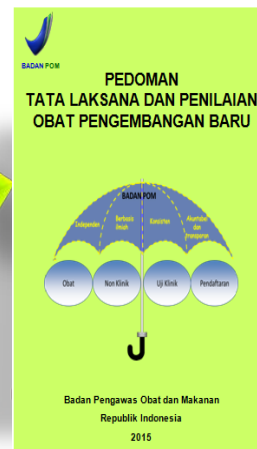 BADAN POM
PEDOMAN
TATA LAKSANA DAN PENILAIAN
OBAT PENGEMBANGAN BARU
BADAN POM
Independen
Berbasis
ilmiah
Konsisten
Akuntabel
dan
transparan
Obat
Non Klinik
Uji Klinik
Pendaftaran
Badan Pengawas Obat dan Makanan
Republik Indonesia
2015